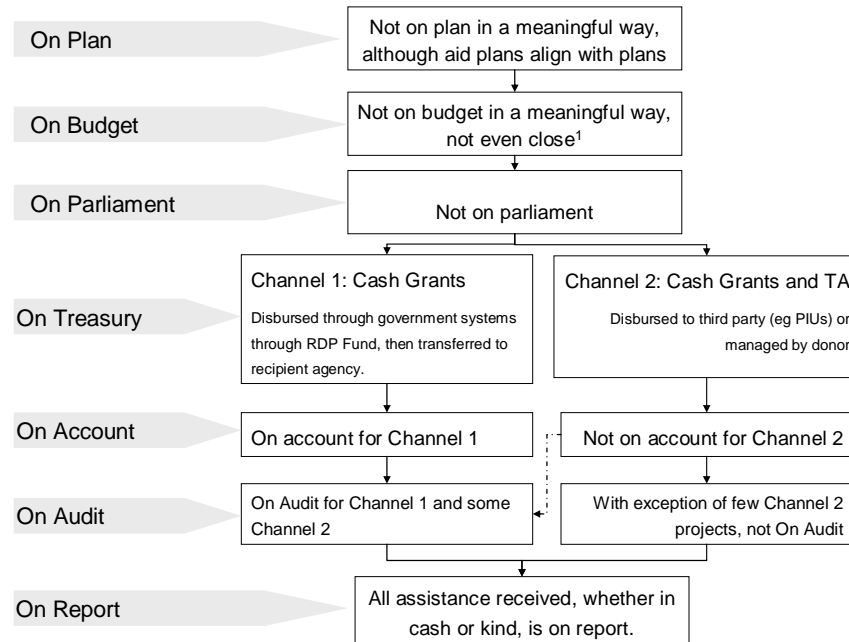 On Plan
Not on plan in a meaningful way,
although aid plans align with plans
On Budget
Not on budget in a meaningful way,
not even close¹
On Parliament
Not on parliament
On Treasury
Channel 1: Cash Grants
Disbursed through government systems
through RDP Fund, then transferred to
recipient agency.
Channel 2: Cash Grants and TA
Disbursed to third party (eg PIUs) or
managed by donor
On Account
On account for Channel 1
Not on account for Channel 2
On Audit
On Audit for Channel 1 and some
Channel 2
With exception of few Channel 2
projects, not On Audit
On Report
All assistance received, whether in
cash or kind, is on report.